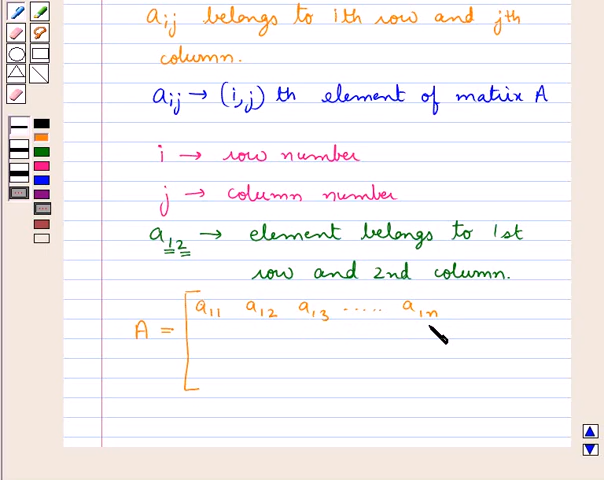 aij belongs to ith row and jth
column.
aij → (i,j) th element of matrix A
i → row number
j → column number
a12 → element belongs to 1st
row and 2nd column.
A = [ a11 a12 a13 ..... a1n